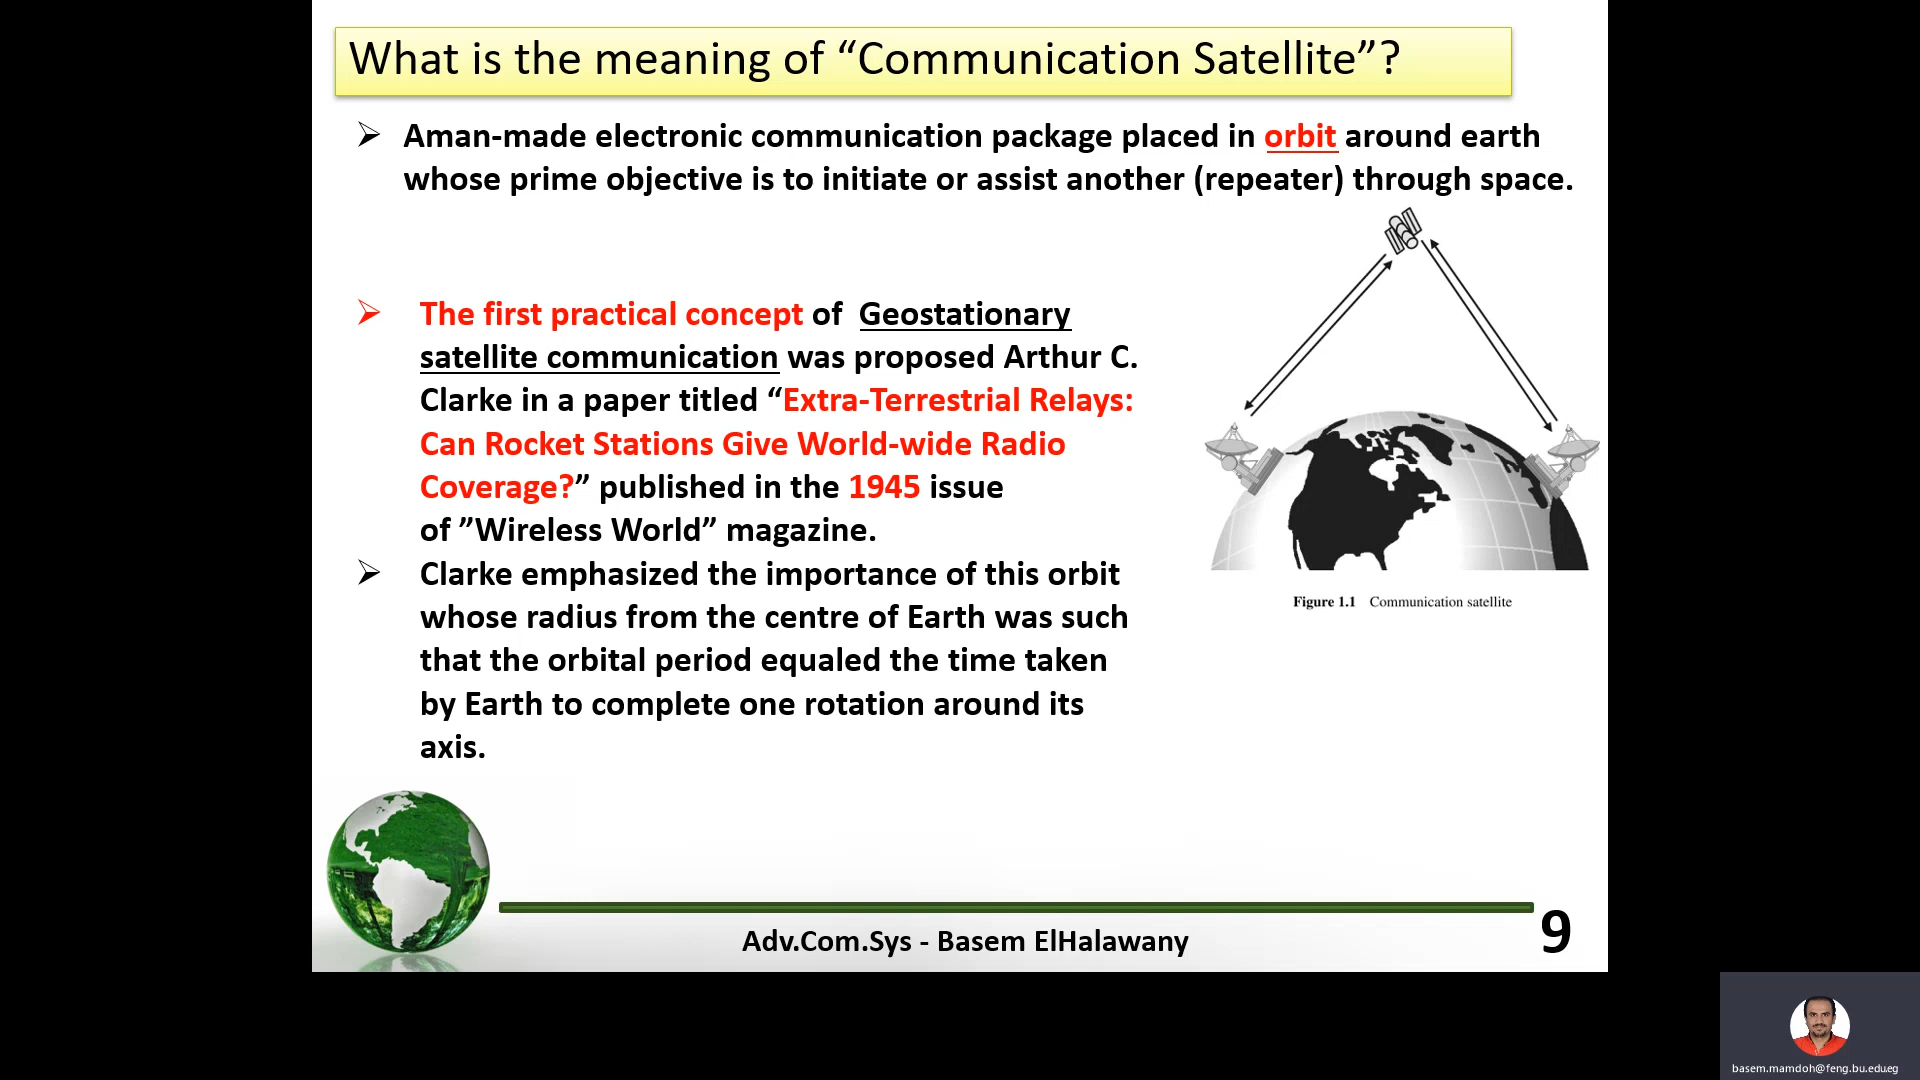 What is the meaning of “Communication Satellite”?
➢ Aman-made electronic communication package placed in orbit around earth
whose prime objective is to initiate or assist another (repeater) through space.
➢ The first practical concept of Geostationary
satellite communication was proposed Arthur C.
Clarke in a paper titled “Extra-Terrestrial Relays:
Can Rocket Stations Give World-wide Radio
Coverage?” published in the 1945 issue
of ”Wireless World” magazine.
➢ Clarke emphasized the importance of this orbit
whose radius from the centre of Earth was such
that the orbital period equaled the time taken
by Earth to complete one rotation around its
axis.
Figure 1.1 Communication satellite
Adv.Com.Sys - Basem ElHalawany
9
basem.mamdoh@feng.bu.edu.eg